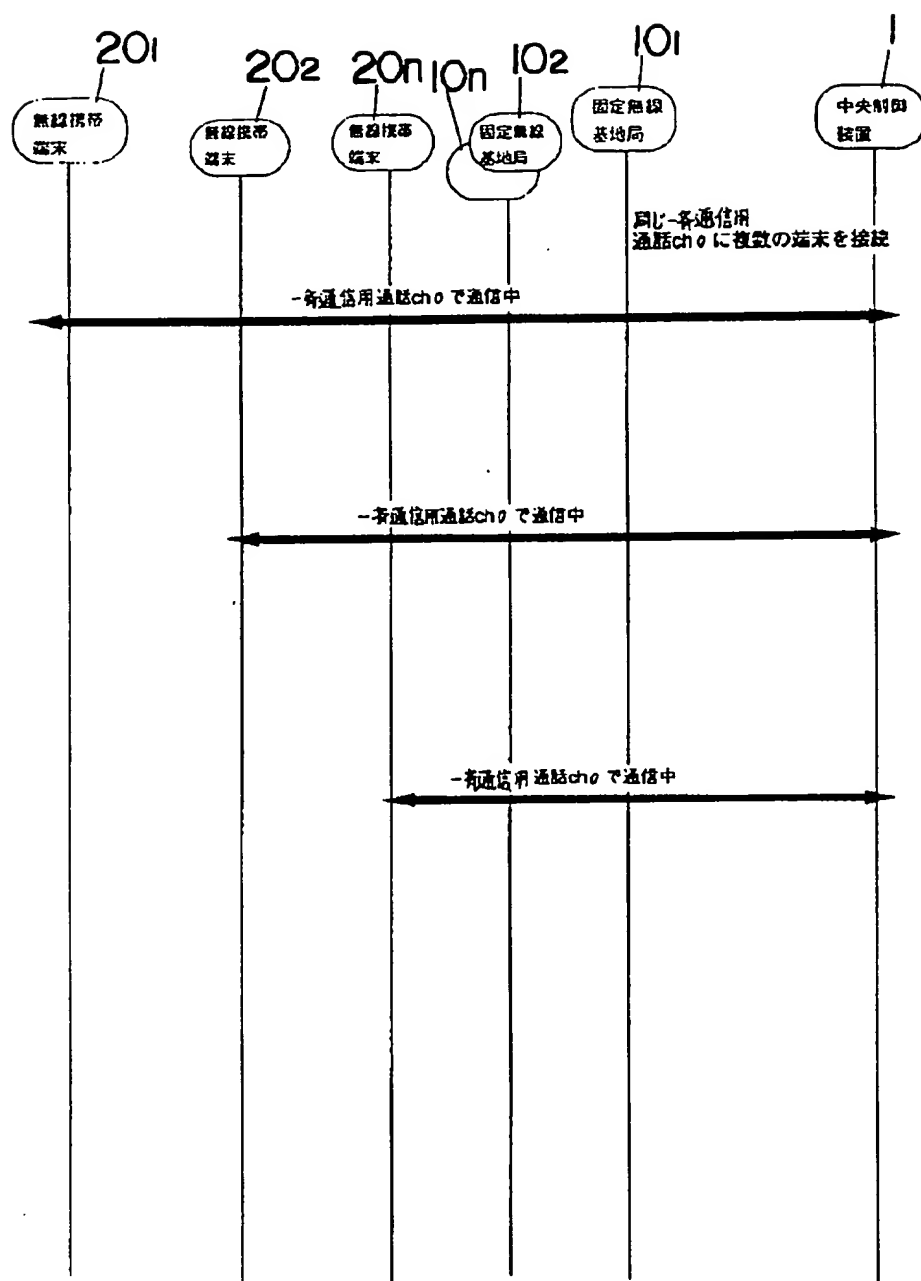 201
202
20n
10n
102
101
1
無線携帯
端末
無線携帯
端末
無線携帯
端末
固定無線
基地局
固定無線
基地局
中央制御
装置
同じ一斉通信用
通話ch σ に複数の端末を接続
一斉通信用通話ch σ で通信中
一斉通信用通話ch σ で通信中
一斉通信用通話ch σ で通信中